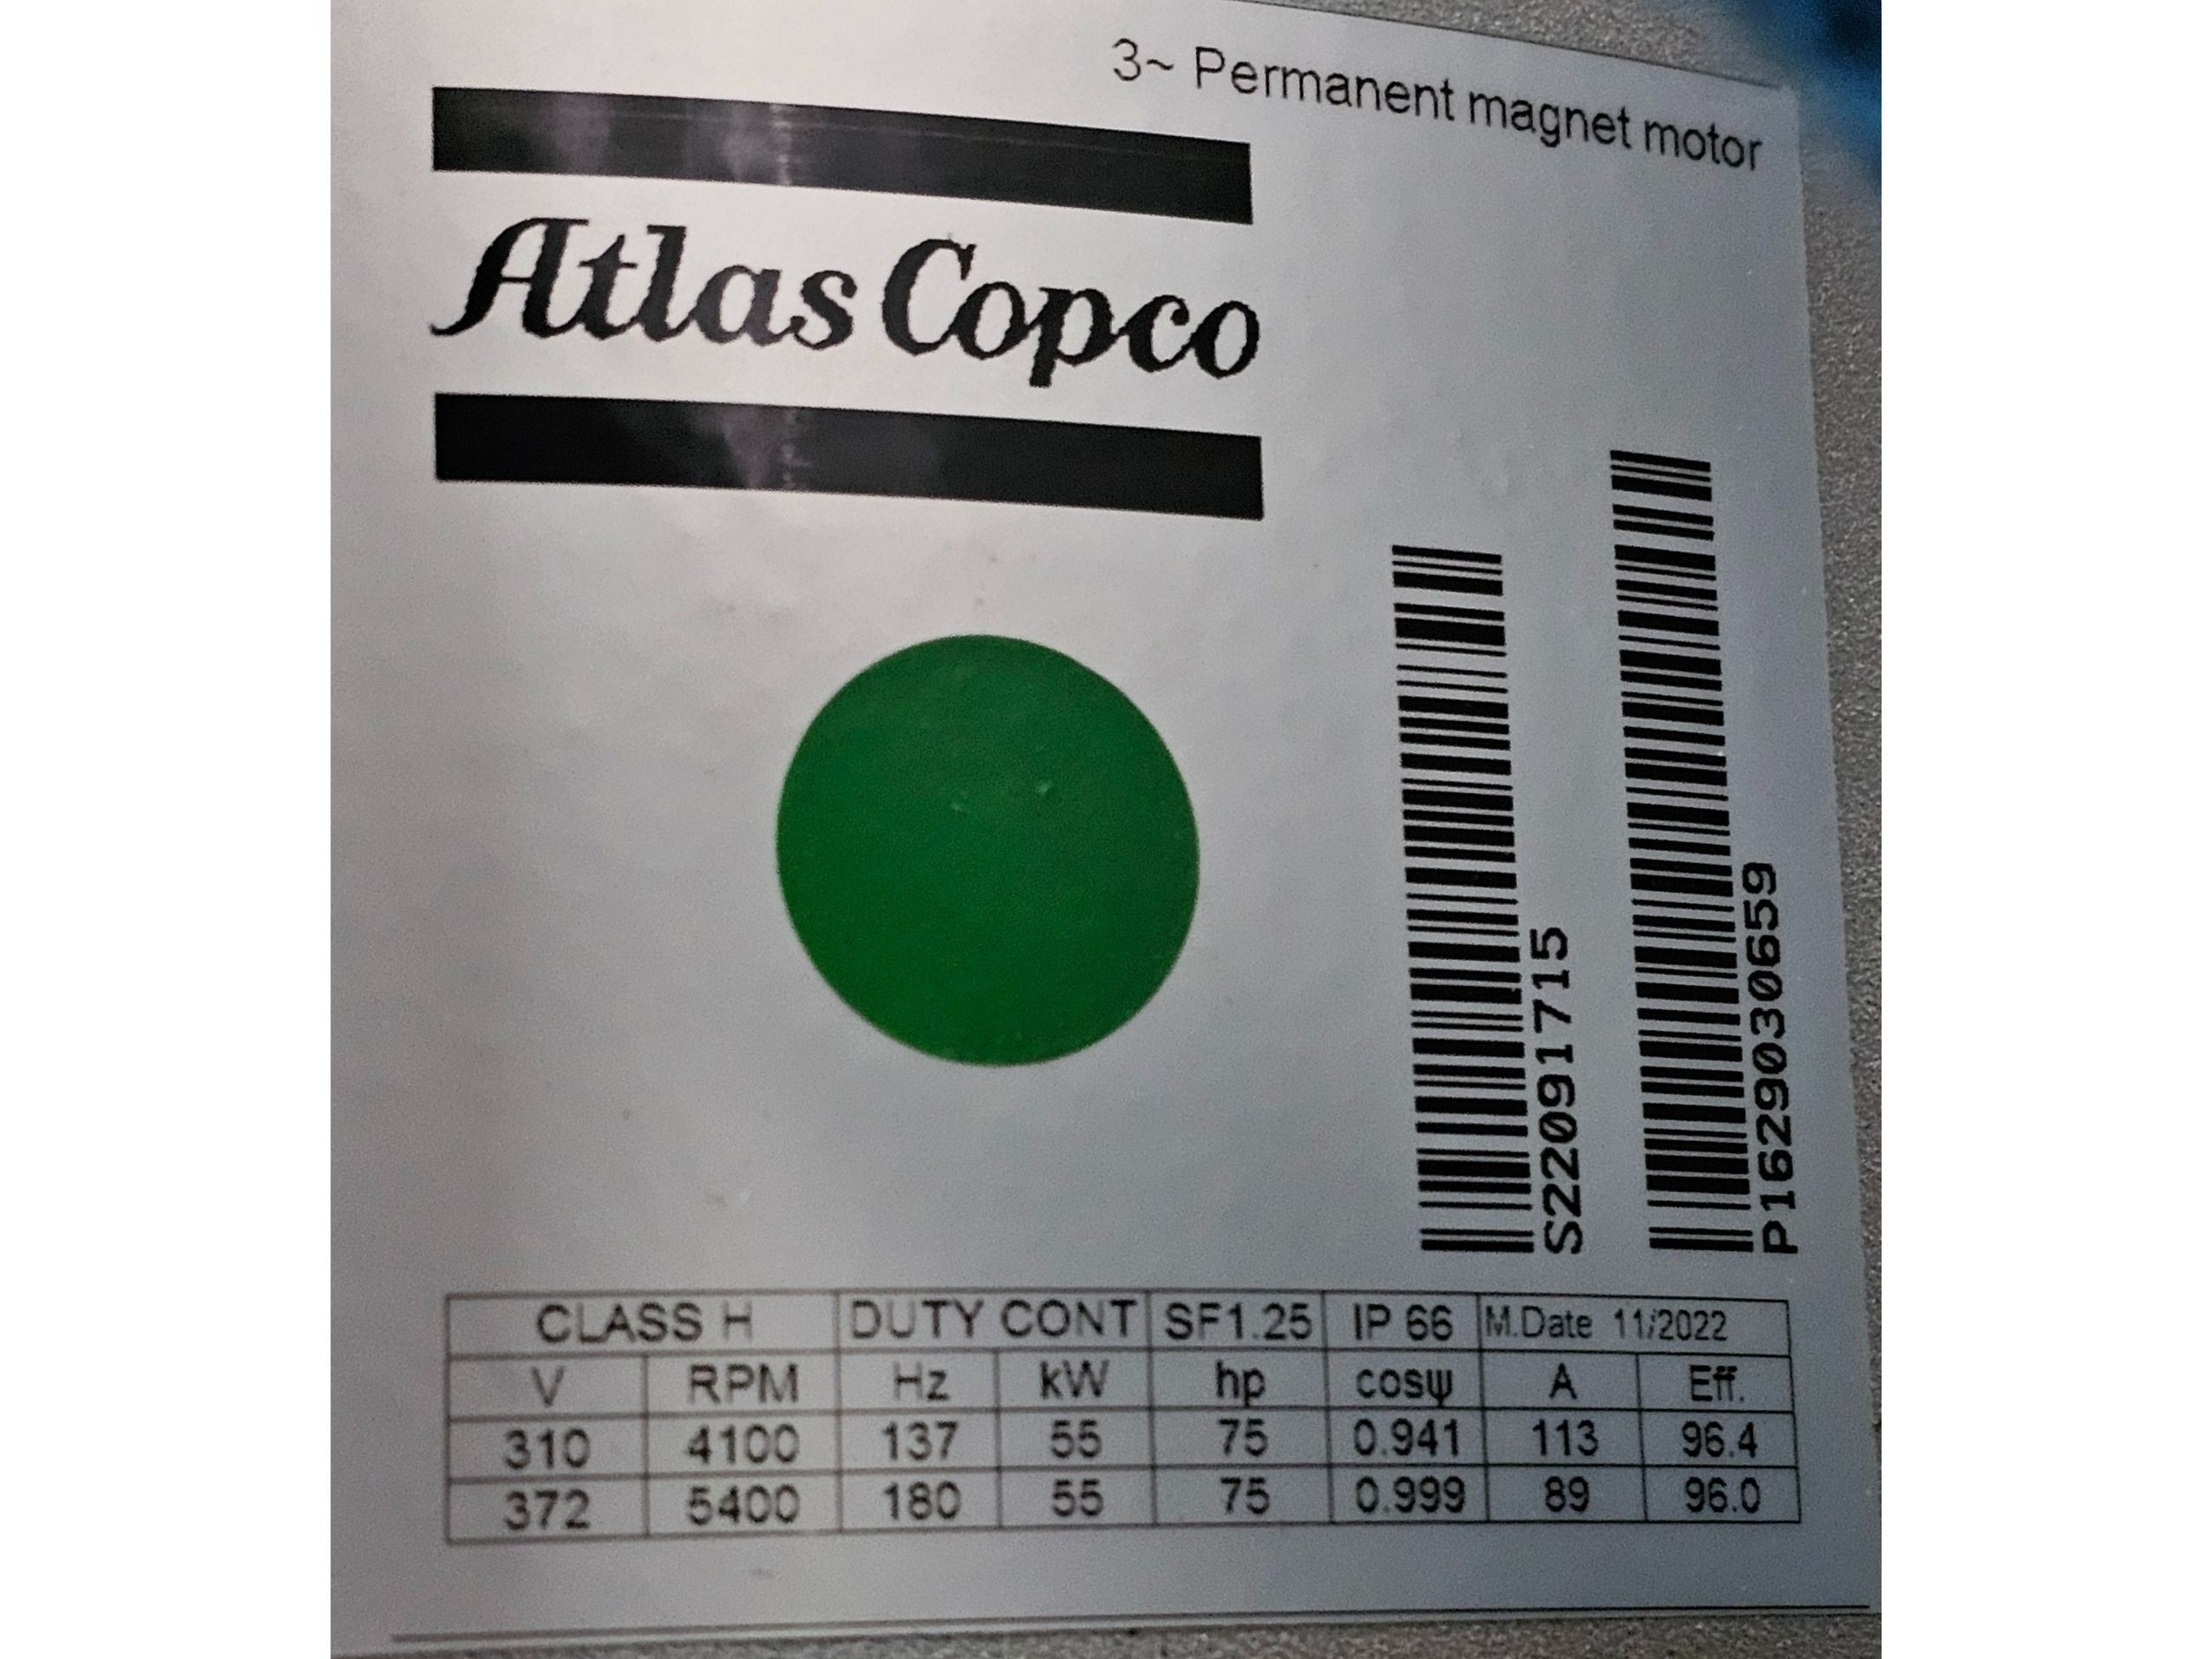 3~ Permanent magnet motor
Atlas Copco
S22091715
P1629030659
CLASS H DUTY CONT SF1.25 IP 66 M.Date 11/2022
V RPM Hz kW hp cosψ A Eff.
310 4100 137 55 75 0.941 113 96.4
372 5400 180 55 75 0.999 89 96.0